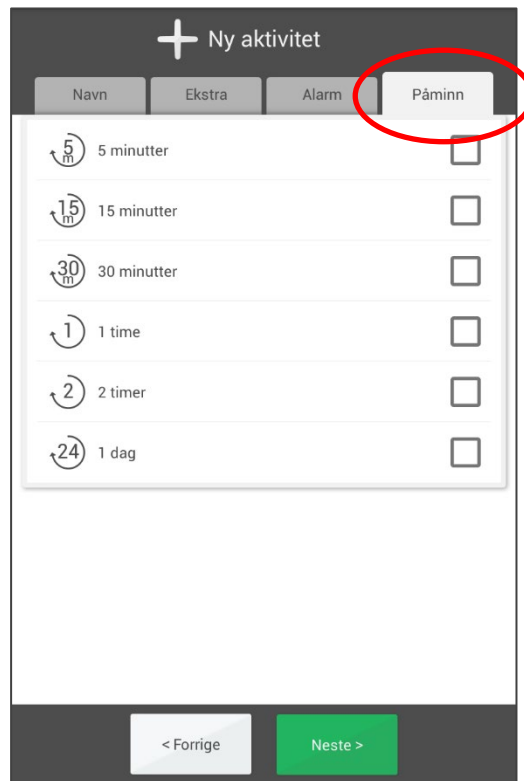 Ny aktivitet
Navn Ekstra Alarm Påminn
5 m 5 minutter
15 m 15 minutter
30 m 30 minutter
1 1 time
2 2 timer
24 1 dag
< Forrige Neste >